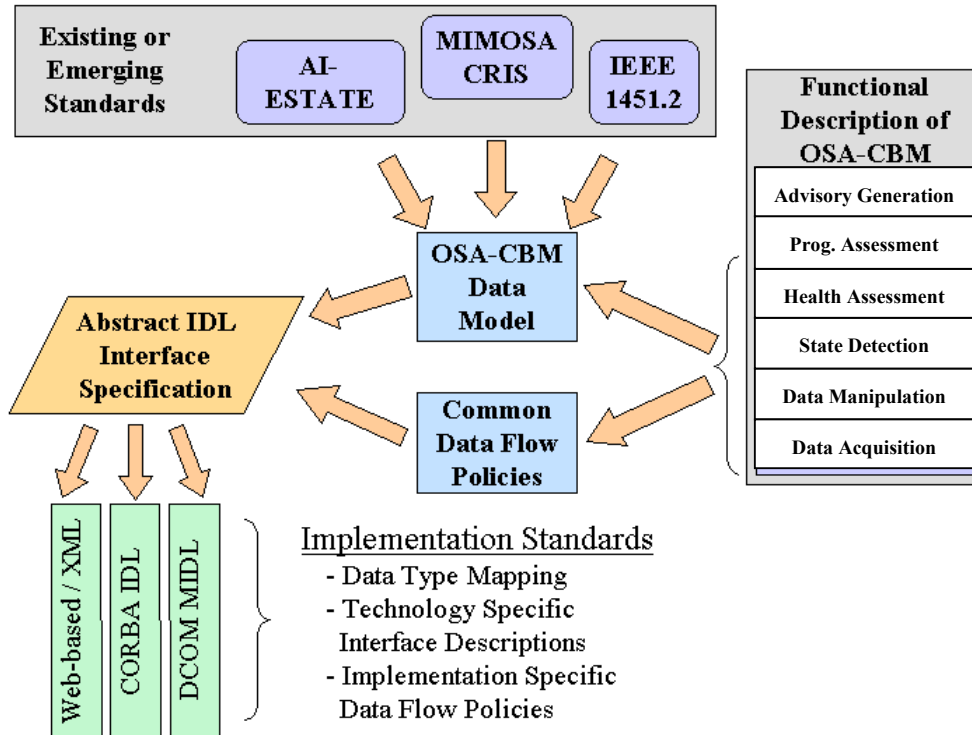 Existing or
Emerging
Standards
AI-
ESTATE
MIMOSA
CRIS
IEEE
1451.2
Functional
Description of
OSA-CBM
Advisory Generation
Prog. Assessment
Health Assessment
State Detection
Data Manipulation
Data Acquisition
OSA-CBM
Data
Model
Common
Data Flow
Policies
Abstract IDL
Interface
Specification
Web-based / XML
CORBA IDL
DCOM MIDL
Implementation Standards
- Data Type Mapping
- Technology Specific
Interface Descriptions
- Implementation Specific
Data Flow Policies